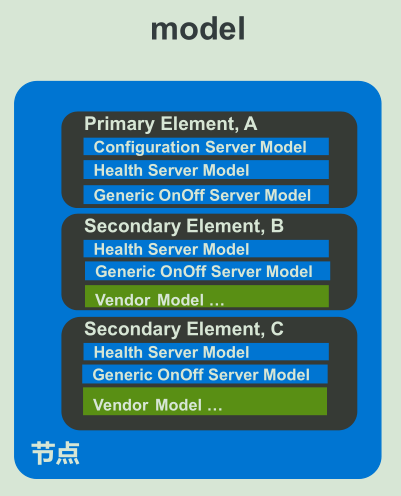 model
Primary Element, A
Configuration Server Model
Health Server Model
Generic OnOff Server Model
Secondary Element, B
Health Server Model
Generic OnOff Server Model
Vendor Model …
Secondary Element, C
Health Server Model
Generic OnOff Server Model
Vendor Model …
节点